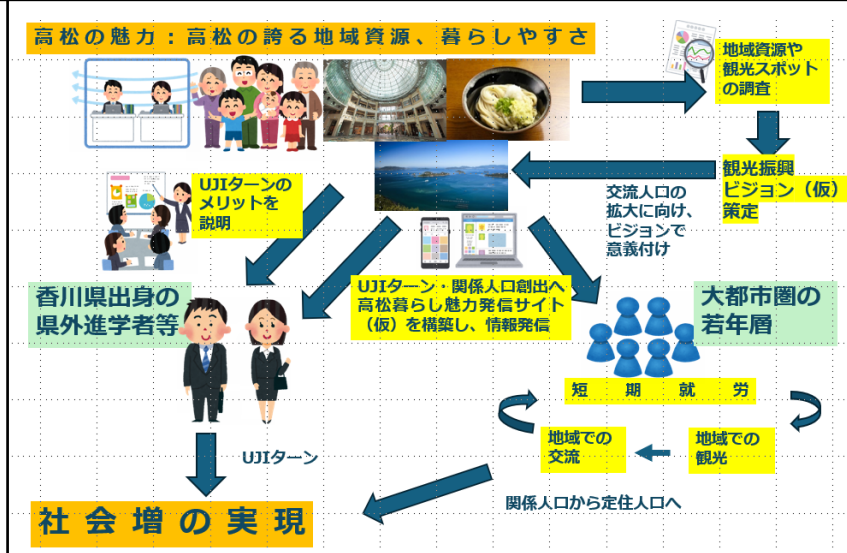 高松の魅力：高松の誇る地域資源、暮らしやすさ
地域資源や
観光スポット
の調査
観光振興
ビジョン（仮）
策定
交流人口の
拡大に向け、
ビジョンで
意義付け
UJIターンの
メリットを
説明
UJIターン・関係人口創出へ
高松暮らし魅力発信サイト
（仮）を構築し、情報発信
香川県出身の
県外進学者等
大都市圏の
若年層
短期就労
地域での
交流
地域での
観光
UJIターン
関係人口から定住人口へ
社会増の実現